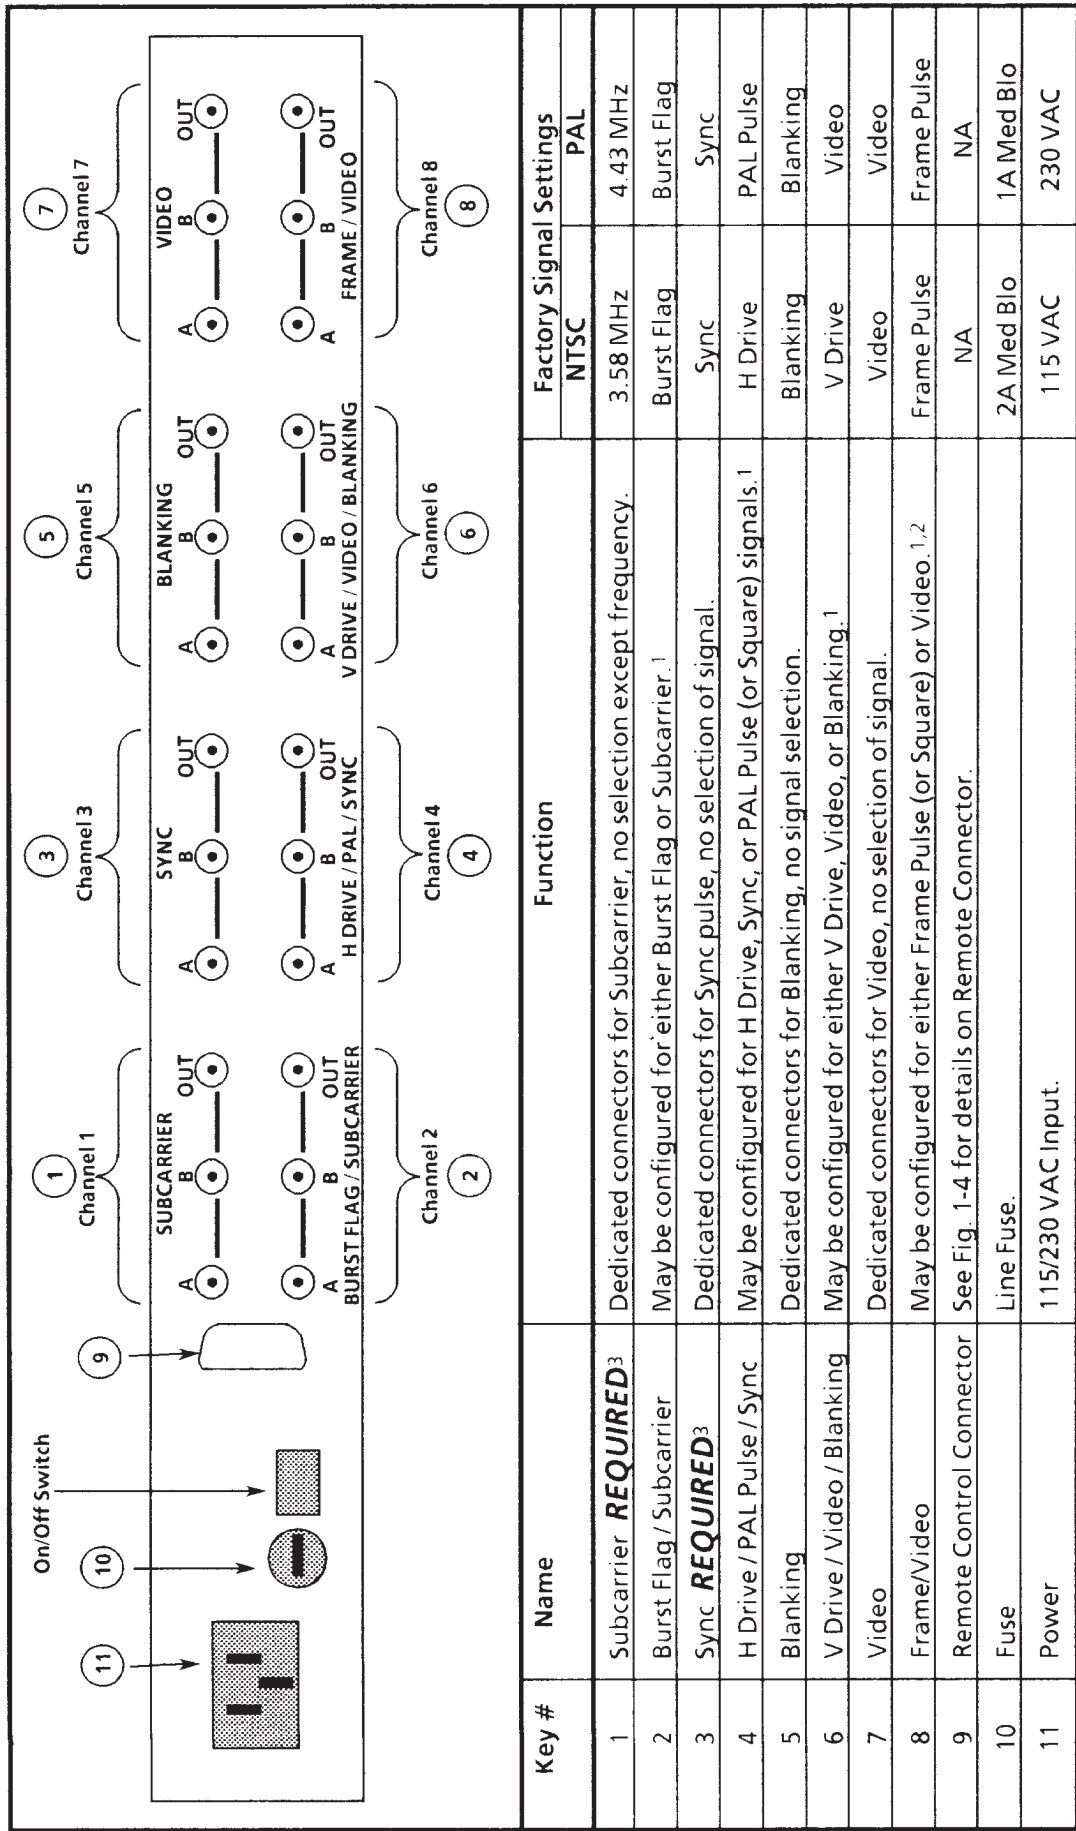 On/Off Switch
11
10
9
1
Channel 1
3
Channel 3
5
Channel 5
7
Channel 7
SUBCARRIER
A B OUT
SYNC
A B OUT
BLANKING
A B OUT
VIDEO
A B OUT
A B OUT
BURST FLAG / SUBCARRIER
A B OUT
H DRIVE / PAL / SYNC
A B OUT
V DRIVE / VIDEO / BLANKING
A B OUT
FRAME / VIDEO
Channel 2
2
Channel 4
4
Channel 6
6
Channel 8
8
Key # Name Function Factory Signal Settings
NTSC PAL
1 Subcarrier REQUIRED3 Dedicated connectors for Subcarrier, no selection except frequency. 3.58 MHz 4.43 MHz
2 Burst Flag / Subcarrier May be configured for either Burst Flag or Subcarrier.1 Burst Flag Burst Flag
3 Sync REQUIRED3 Dedicated connectors for Sync pulse, no selection of signal. Sync Sync
4 H Drive / PAL Pulse / Sync May be configured for H Drive, Sync, or PAL Pulse (or Square) signals.1 H Drive PAL Pulse
5 Blanking Dedicated connectors for Blanking, no signal selection. Blanking Blanking
6 V Drive / Video / Blanking May be configured for either V Drive, Video, or Blanking.1 V Drive Video
7 Video Dedicated connectors for Video, no selection of signal. Video Video
8 Frame/Video May be configured for either Frame Pulse (or Square) or Video.1,2 Frame Pulse Frame Pulse
9 Remote Control Connector See Fig. 1-4 for details on Remote Connector. NA NA
10 Fuse Line Fuse. 2A Med Blo 1A Med Blo
11 Power 115/230 VAC Input. 115 VAC 230 VAC